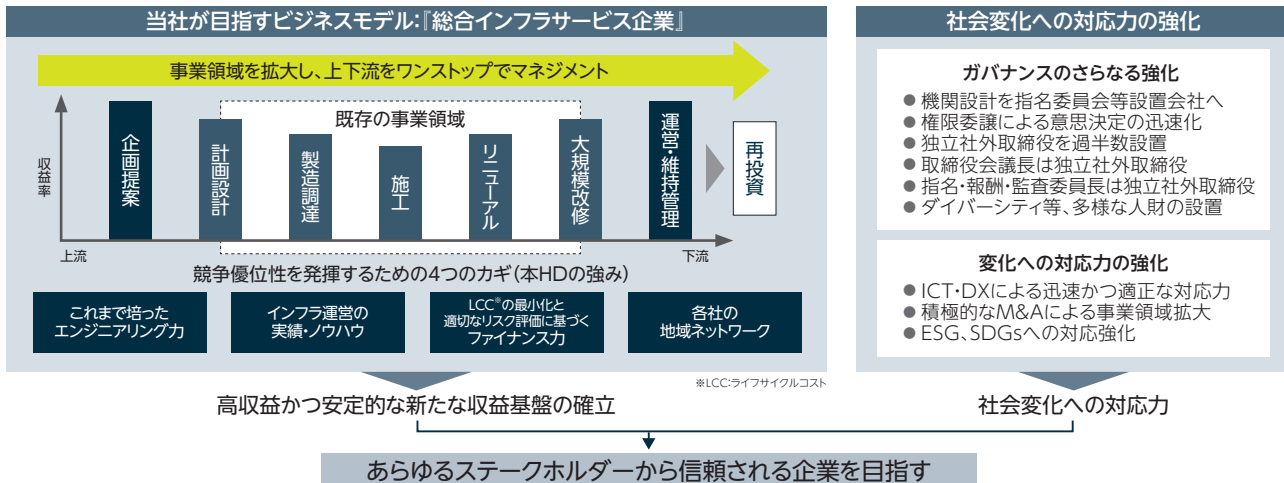 当社が目指すビジネスモデル:『総合インフラサービス企業』
事業領域を拡大し、上下流をワンストップでマネジメント
既存の事業領域
収益率
企画提案
計画設計
製造調達
施工
リニューアル
大規模改修
運営・維持管理
再投資
上流
下流
競争優位性を発揮するための4つのカギ(本HDの強み)
これまで培った
エンジニアリング力
インフラ運営の
実績・ノウハウ
LCC※の最小化と
適切なリスク評価に基づく
ファイナンス力
各社の
地域ネットワーク
※LCC:ライフサイクルコスト
社会変化への対応力の強化
ガバナンスのさらなる強化
● 機関設計を指名委員会等設置会社へ
● 権限委譲による意思決定の迅速化
● 独立社外取締役を過半数設置
● 取締役会議長は独立社外取締役
● 指名・報酬・監査委員長は独立社外取締役
● ダイバーシティ等、多様な人財の設置
変化への対応力の強化
● ICT・DXによる迅速かつ適正な対応力
● 積極的なM&Aによる事業領域拡大
● ESG、SDGsへの対応強化
高収益かつ安定的な新たな収益基盤の確立
社会変化への対応力
あらゆるステークホルダーから信頼される企業を目指す